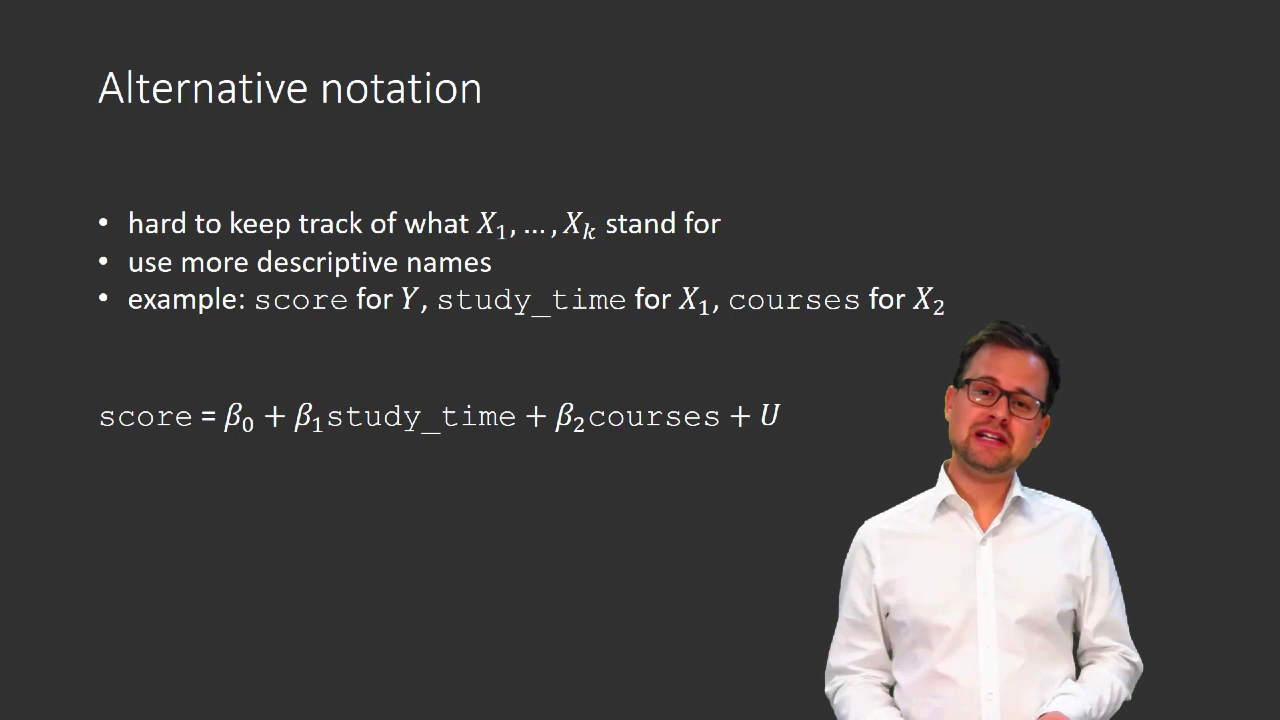 Alternative notation
• hard to keep track of what X₁, … , Xₖ stand for
• use more descriptive names
• example: score for Y, study_time for X₁, courses for X₂
score = β₀ + β₁study_time + β₂courses + U